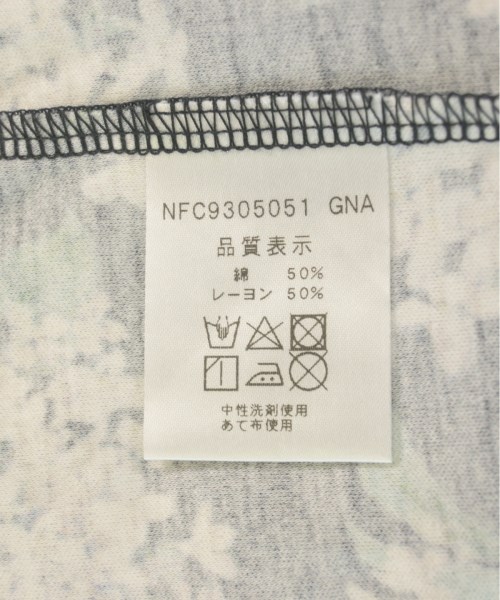 NFC9305051 GNA
品質表示
綿 50%
レーヨン 50%
中性洗剤使用
あて布使用